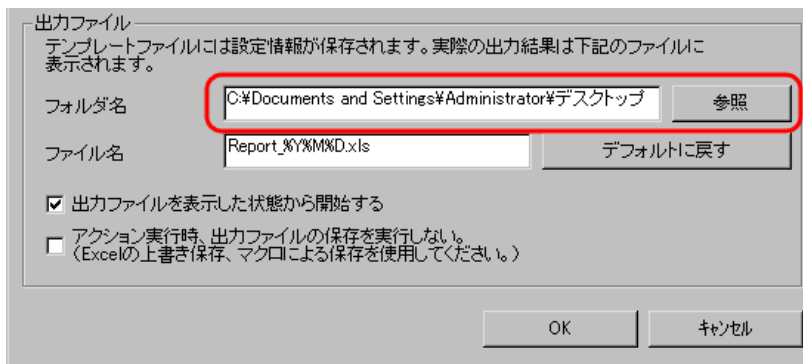 出力ファイル
テンプレートファイルには設定情報が保存されます。実際の出力結果は下記のファイルに
表示されます。
フォルダ名
C:¥Documents and Settings¥Administrator¥デスクトップ
参照
ファイル名
Report_%Y%M%D.xls
デフォルトに戻す
出力ファイルを表示した状態から開始する
アクション実行時、出力ファイルの保存を実行しない。
（Excelの上書き保存、マクロによる保存を使用してください。）
OK
キャンセル